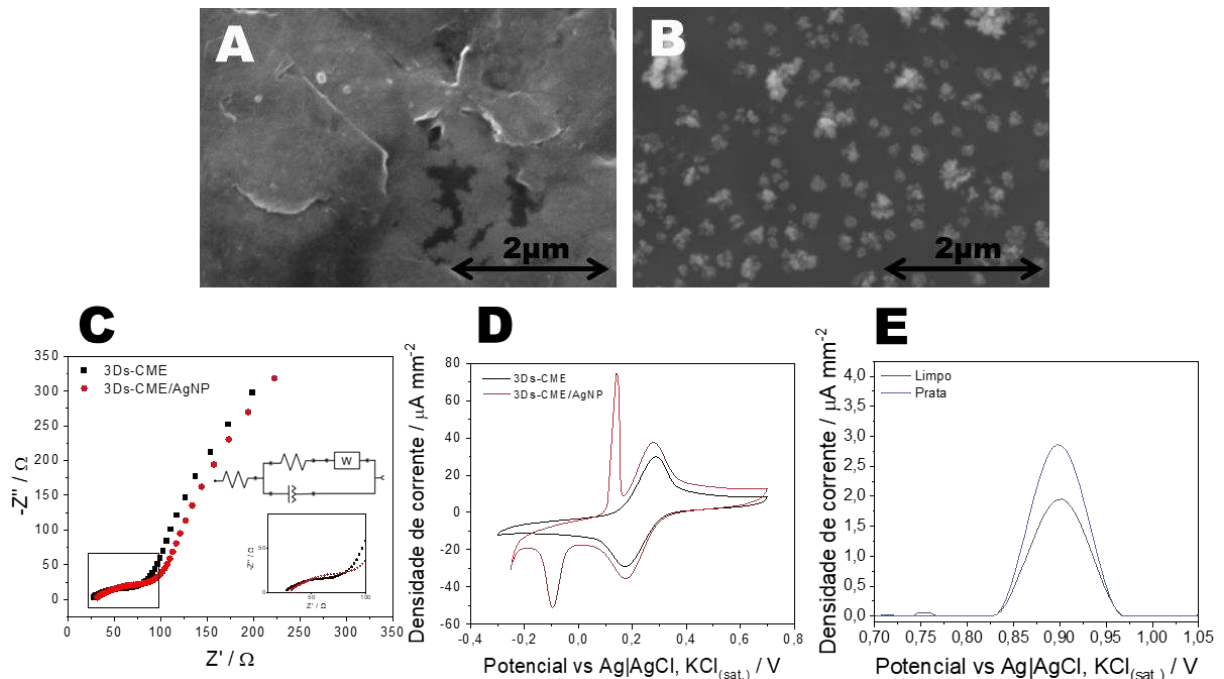 A
2µm
B
2µm
C
3Ds-CME
3Ds-CME/AgNP
350
300
250
200
150
100
50
0
-Z'' / Ω
W
50
0
-Z'' / Ω
50
100
Z' / Ω
0 50 100 150 200 250 300 350
Z' / Ω
D
3Ds-CME
3Ds-CME/AgNP
80
60
40
20
0
-20
-40
-60
Densidade de corrente / µA mm-2
-0,4 -0,2 0,0 0,2 0,4 0,6 0,8
Potencial vs Ag|AgCl, KCl(sat.) / V
E
Limpo
Prata
4,0
3,5
3,0
2,5
2,0
1,5
1,0
0,5
0,0
Densidade de corrente / µA mm-2
0,70 0,75 0,80 0,85 0,90 0,95 1,00 1,05
Potencial vs Ag|AgCl, KCl(sat.) / V